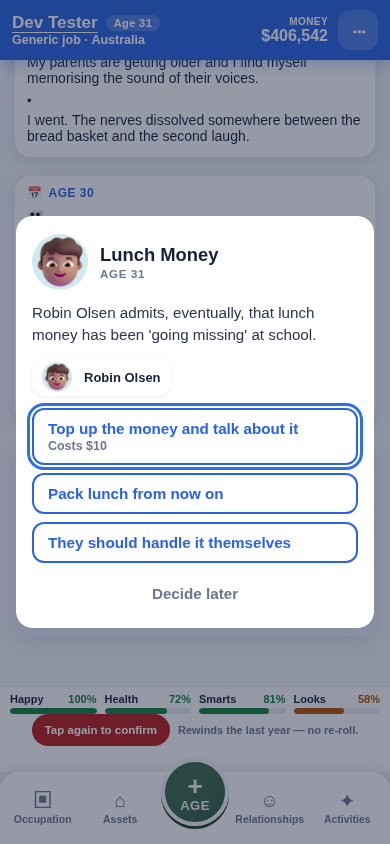 Dev Tester Age 31
Generic job · Australia
MONEY
$406,542
•••
My parents are getting older and I find myself
memorising the sound of their voices.
•
I went. The nerves dissolved somewhere between the
bread basket and the second laugh.
AGE 30
Lunch Money
AGE 31
Robin Olsen admits, eventually, that lunch
money has been 'going missing' at school.
Robin Olsen
Top up the money and talk about it
Costs $10
Pack lunch from now on
They should handle it themselves
Decide later
Happy 100% Health 72% Smarts 81% Looks 58%
Tap again to confirm Rewinds the last year — no re-roll.
+
AGE
Occupation Assets Relationships Activities